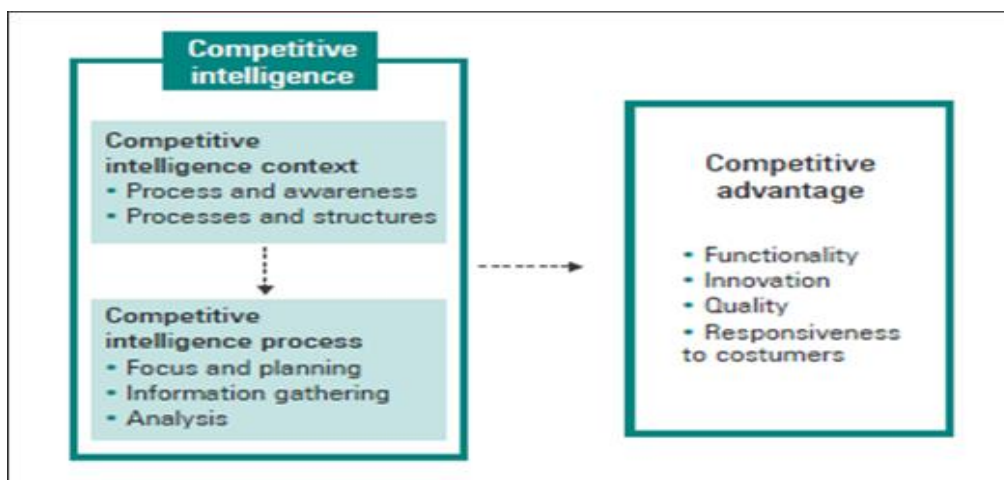 Competitive
intelligence
Competitive
intelligence context
• Process and awareness
• Processes and structures
Competitive
intelligence process
• Focus and planning
• Information gathering
• Analysis
Competitive
advantage
• Functionality
• Innovation
• Quality
• Responsiveness
to costumers